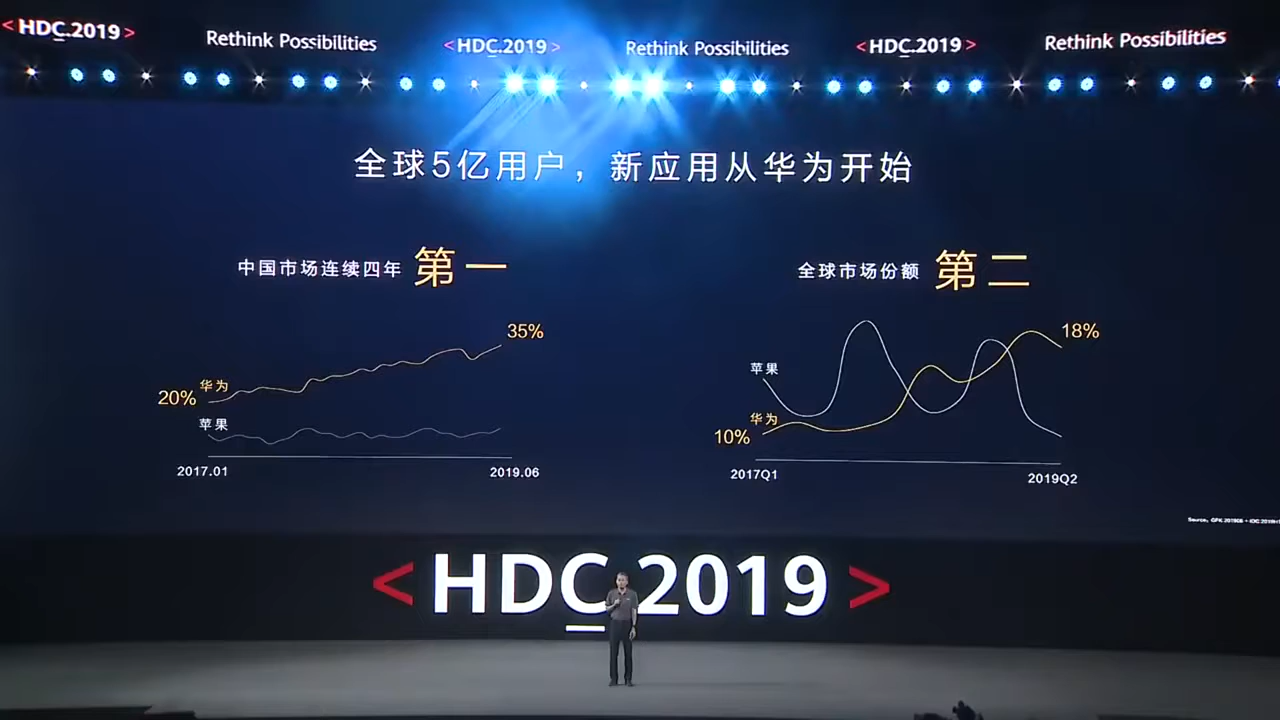 <HDC.2019>
Rethink Possibilities
<HDC.2019>
Rethink Possibilities
<HDC.2019>
Rethink Possibilities
全球5亿用户，新应用从华为开始
中国市场连续四年 第一
35%
20%
华为
苹果
2017.01
2019.06
全球市场份额 第二
18%
苹果
华为
10%
2017Q1
2019Q2
Source, GFK 201906
<HDC.2019>